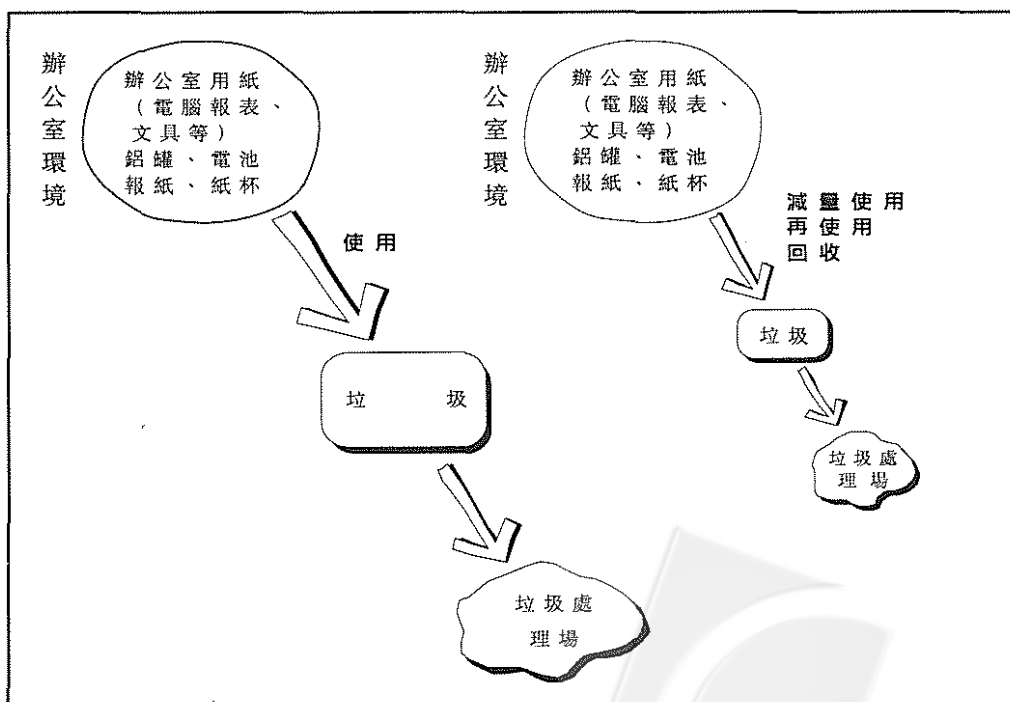 辦公室環境
辦公室用紙
(電腦報表、
文具等)
鋁罐、電池
報紙、紙杯
使用
垃圾
垃圾處
理場
辦公室環境
辦公室用紙
(電腦報表、
文具等)
鋁罐、電池
報紙、紙杯
減量使用
再使用
回收
垃圾
垃圾處
理場